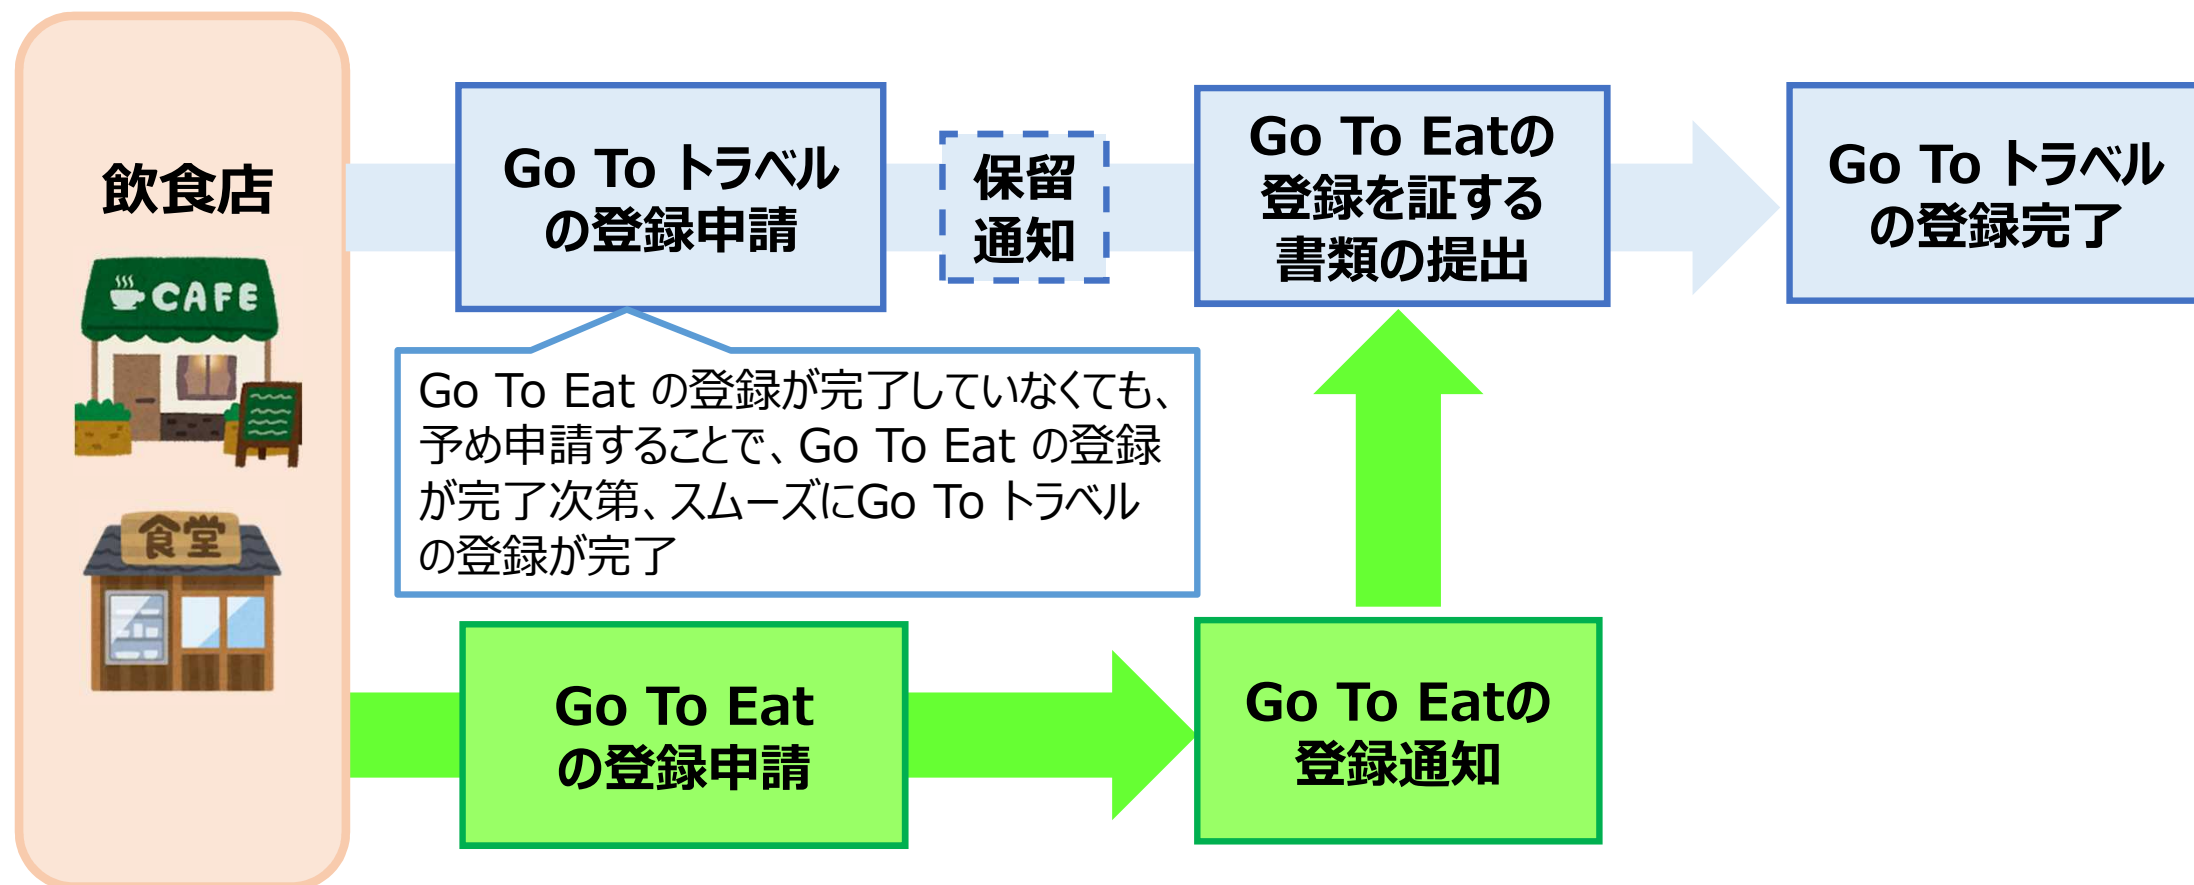 飲食店
CAFE
食堂
Go To トラベル
の登録申請
保留
通知
Go To Eatの
登録を証する
書類の提出
Go To トラベル
の登録完了
Go To Eat の登録が完了していなくても、
予め申請することで、Go To Eat の登録
が完了次第、スムーズにGo To トラベル
の登録が完了
Go To Eat
の登録申請
Go To Eatの
登録通知